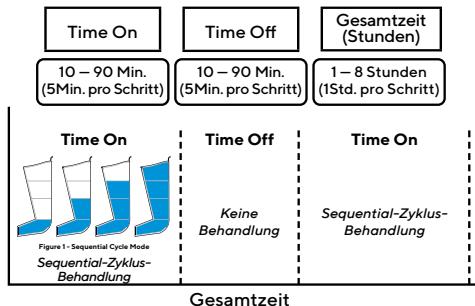 Time On
Time Off
Gesamtzeit
(Stunden)
10 – 90 Min.
(5Min. pro Schritt)
10 – 90 Min.
(5Min. pro Schritt)
1 – 8 Stunden
(1Std. pro Schritt)
Time On
Time Off
Time On
Figure 1 - Sequential Cycle Mode
Sequential-Zyklus-
Behandlung
Keine
Behandlung
Sequential-Zyklus-
Behandlung
Gesamtzeit